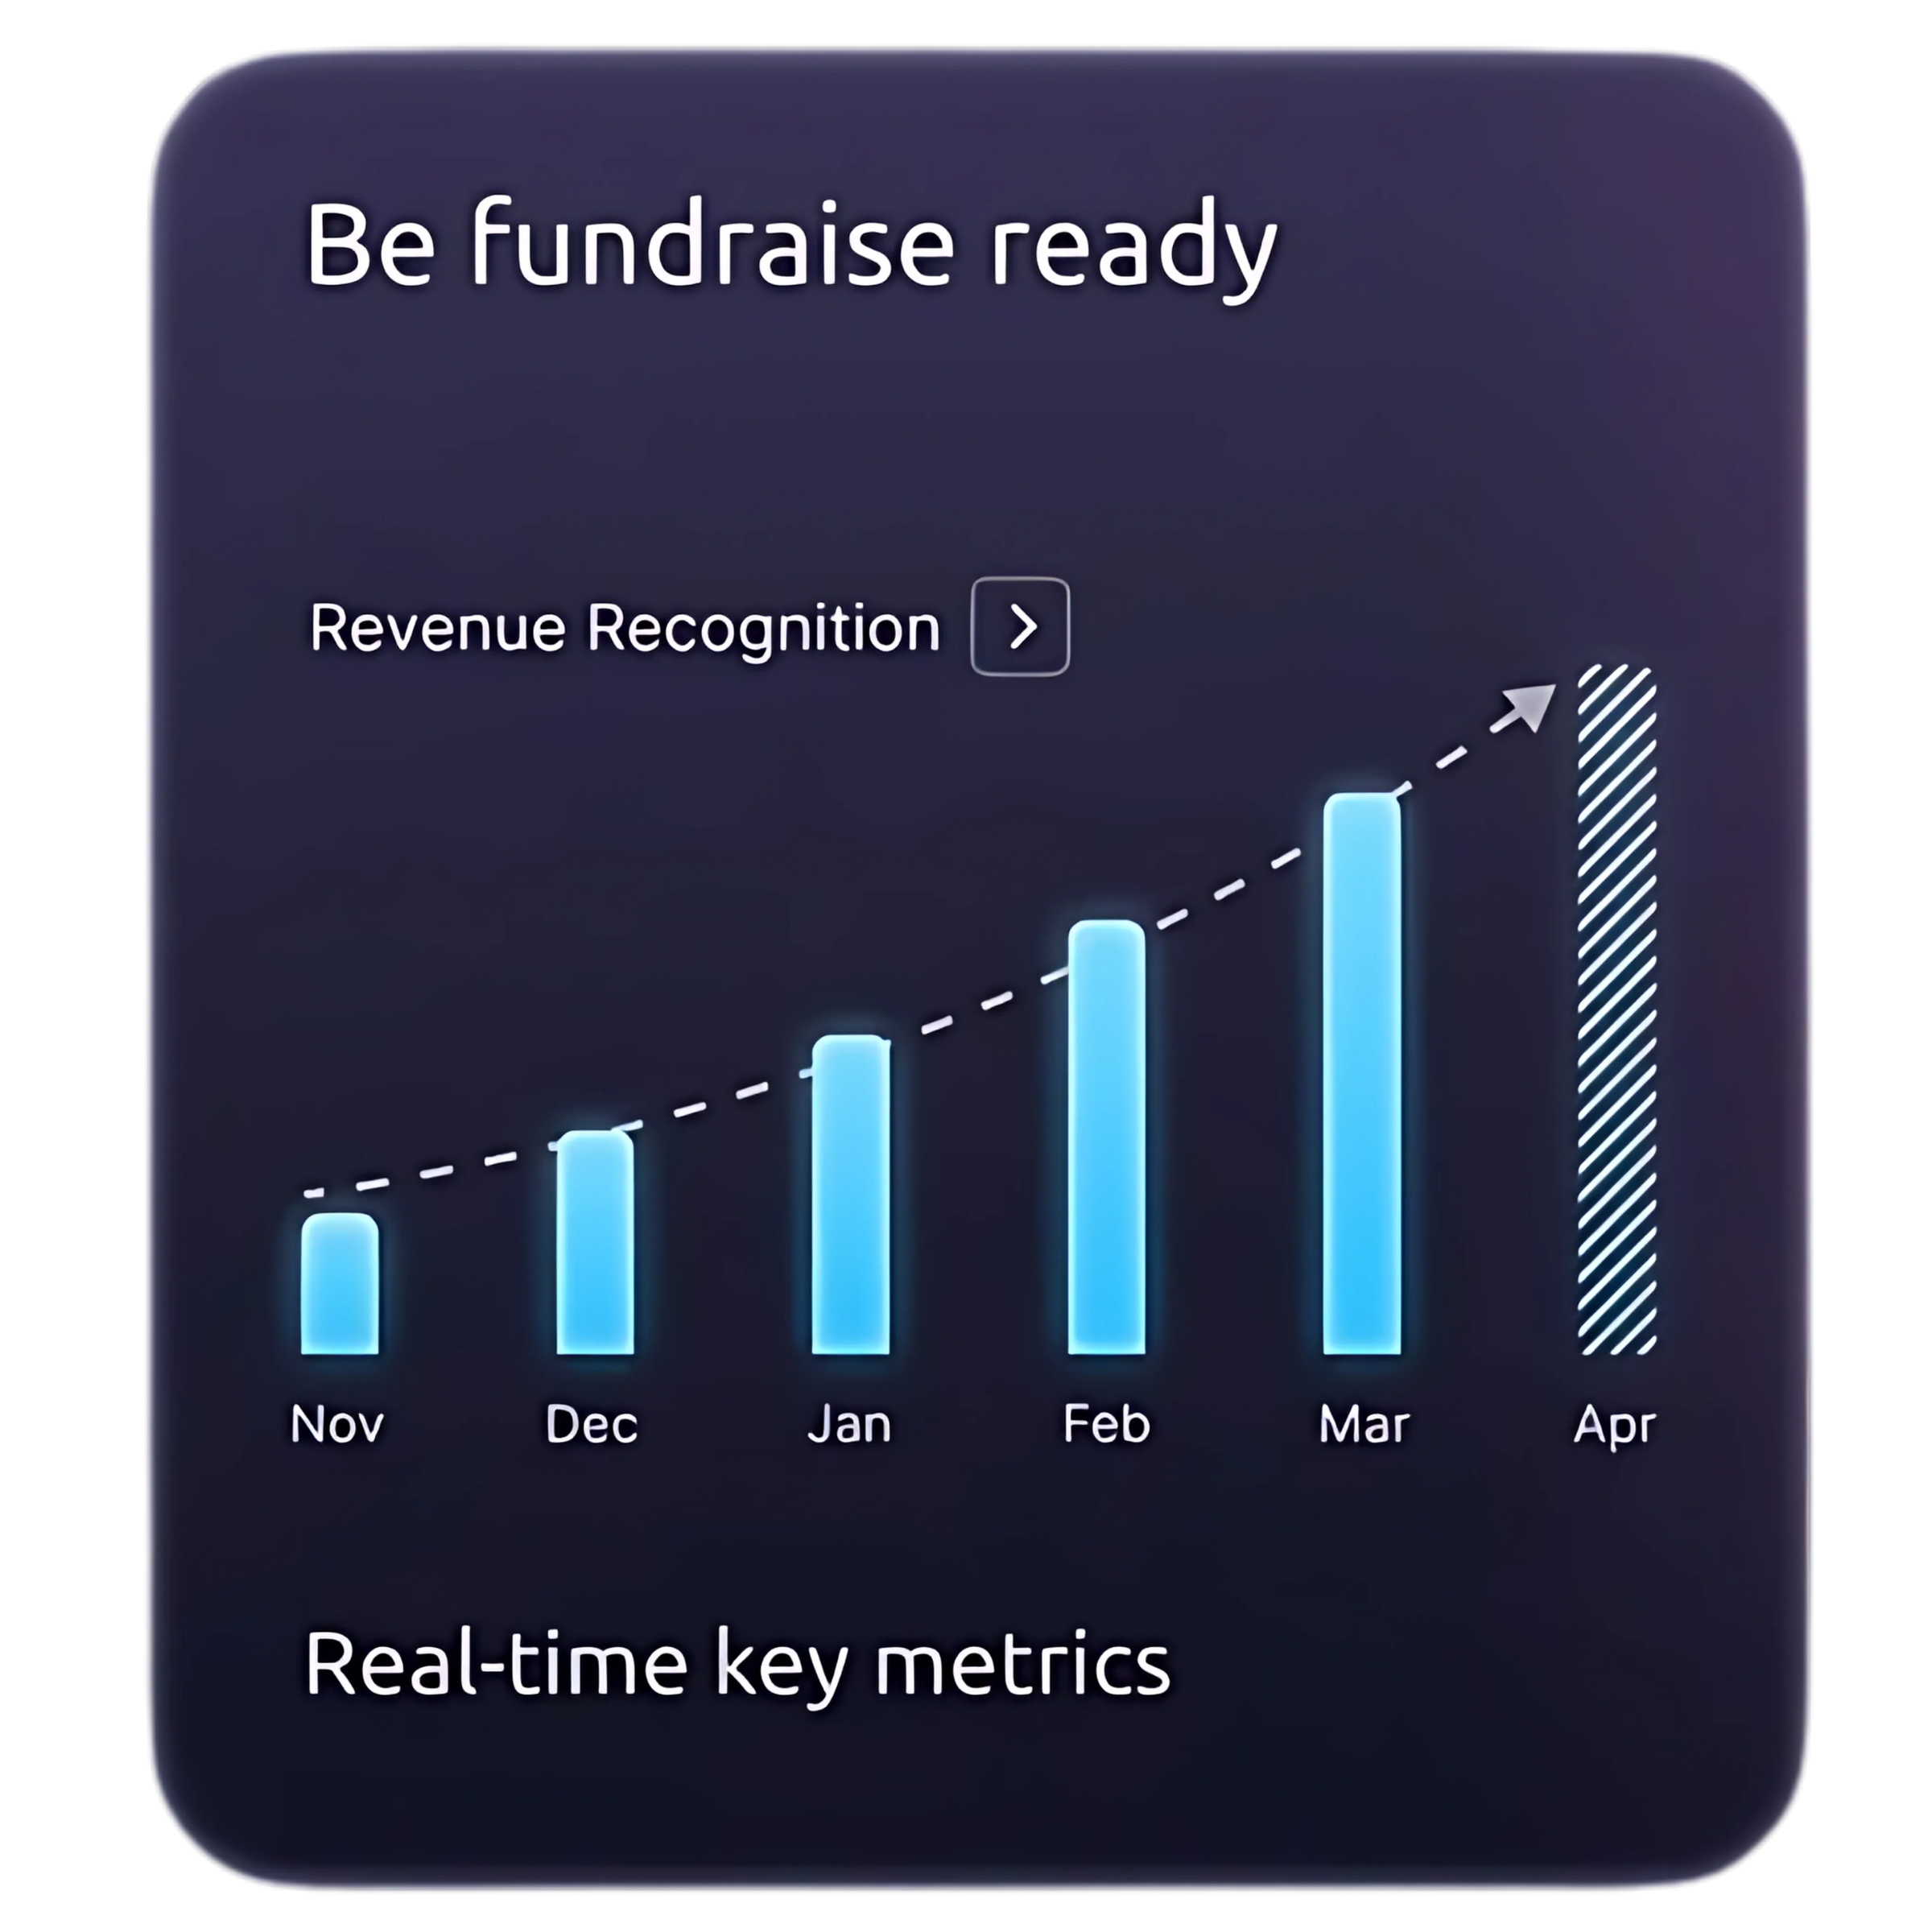 Be fundraise ready
Revenue Recognition
Nov Dec Jan Feb Mar Apr
Real-time key metrics